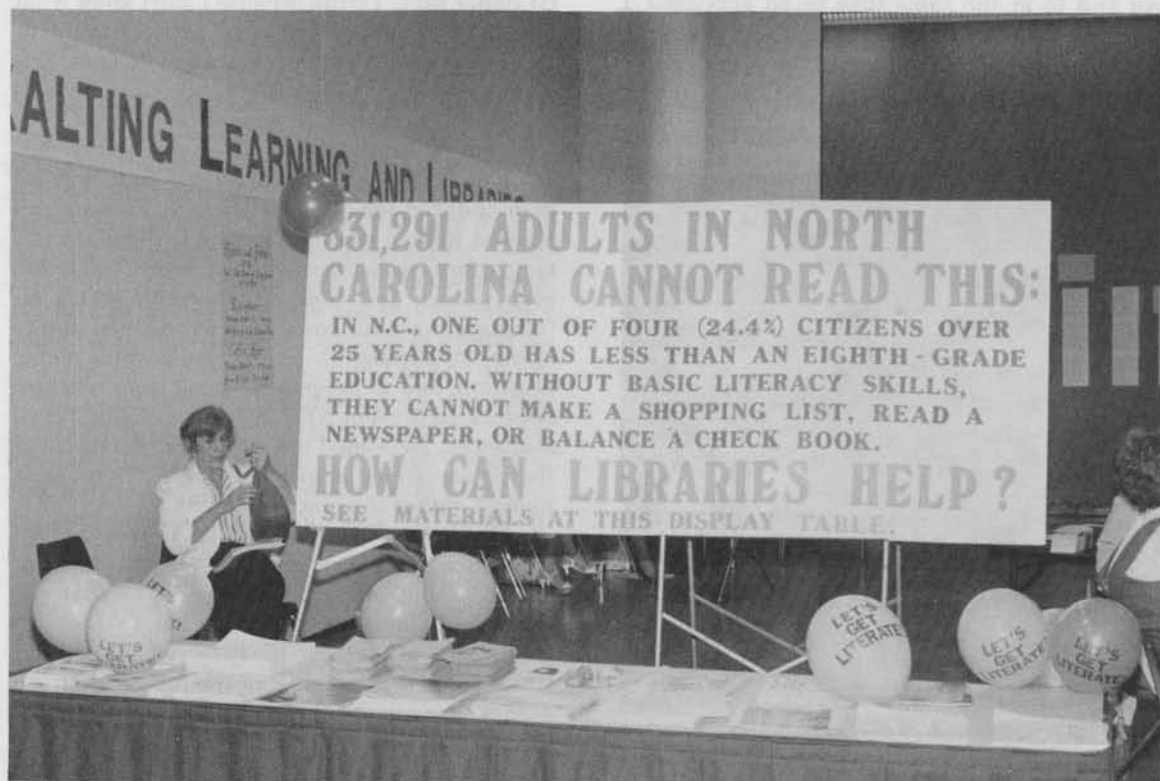 ALTING LEARNING AND LIBRARIES
831,291 ADULTS IN NORTH
CAROLINA CANNOT READ THIS:
IN N.C., ONE OUT OF FOUR (24.4%) CITIZENS OVER
25 YEARS OLD HAS LESS THAN AN EIGHTH-GRADE
EDUCATION. WITHOUT BASIC LITERACY SKILLS,
THEY CANNOT MAKE A SHOPPING LIST, READ A
NEWSPAPER, OR BALANCE A CHECK BOOK.
HOW CAN LIBRARIES HELP?
SEE MATERIALS AT THIS DISPLAY TABLE.
LET'S
LET'S
GET
LET'S
GET
LITERATE!
LET'S
GET
LITERATE!
LET'S
GET
LITERATE!